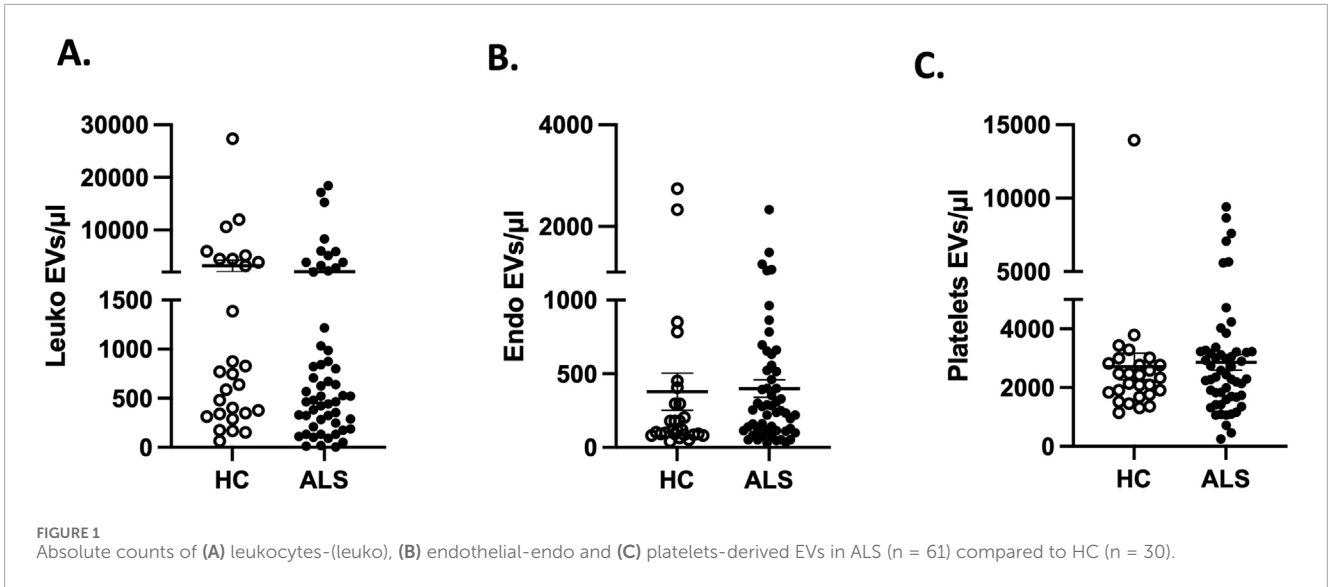 A.
30000
20000
10000
1500
1000
500
0
Leuko EVs/µl
HC ALS
B.
4000
2000
1000
500
0
Endo EVs/µl
HC ALS
C.
15000
10000
5000
4000
2000
0
Platelets EVs/µl
HC ALS
FIGURE 1
Absolute counts of (A) leukocytes-(leuko), (B) endothelial-endo and (C) platelets-derived EVs in ALS (n = 61) compared to HC (n = 30).